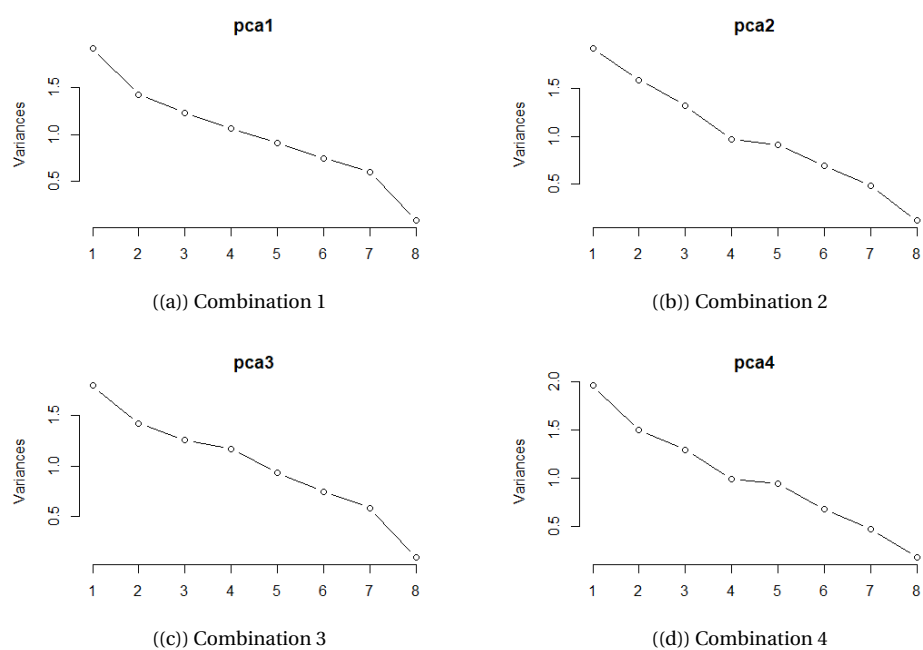 pca1
Variances
1.5
1.0
0.5
1 2 3 4 5 6 7 8
((a)) Combination 1
pca2
Variances
1.5
1.0
0.5
1 2 3 4 5 6 7 8
((b)) Combination 2
pca3
Variances
1.5
1.0
0.5
1 2 3 4 5 6 7 8
((c)) Combination 3
pca4
Variances
2.0
1.5
1.0
0.5
1 2 3 4 5 6 7 8
((d)) Combination 4